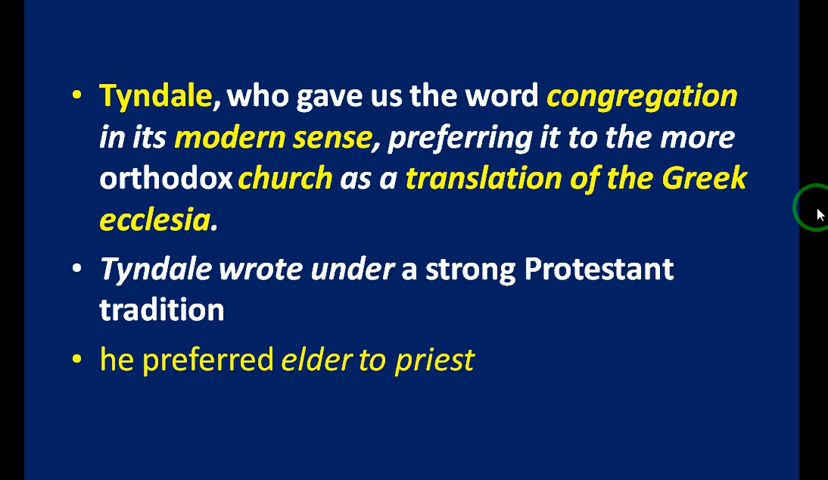 • Tyndale, who gave us the word congregation
in its modern sense, preferring it to the more
orthodox church as a translation of the Greek
ecclesia.
• Tyndale wrote under a strong Protestant
tradition
• he preferred elder to priest